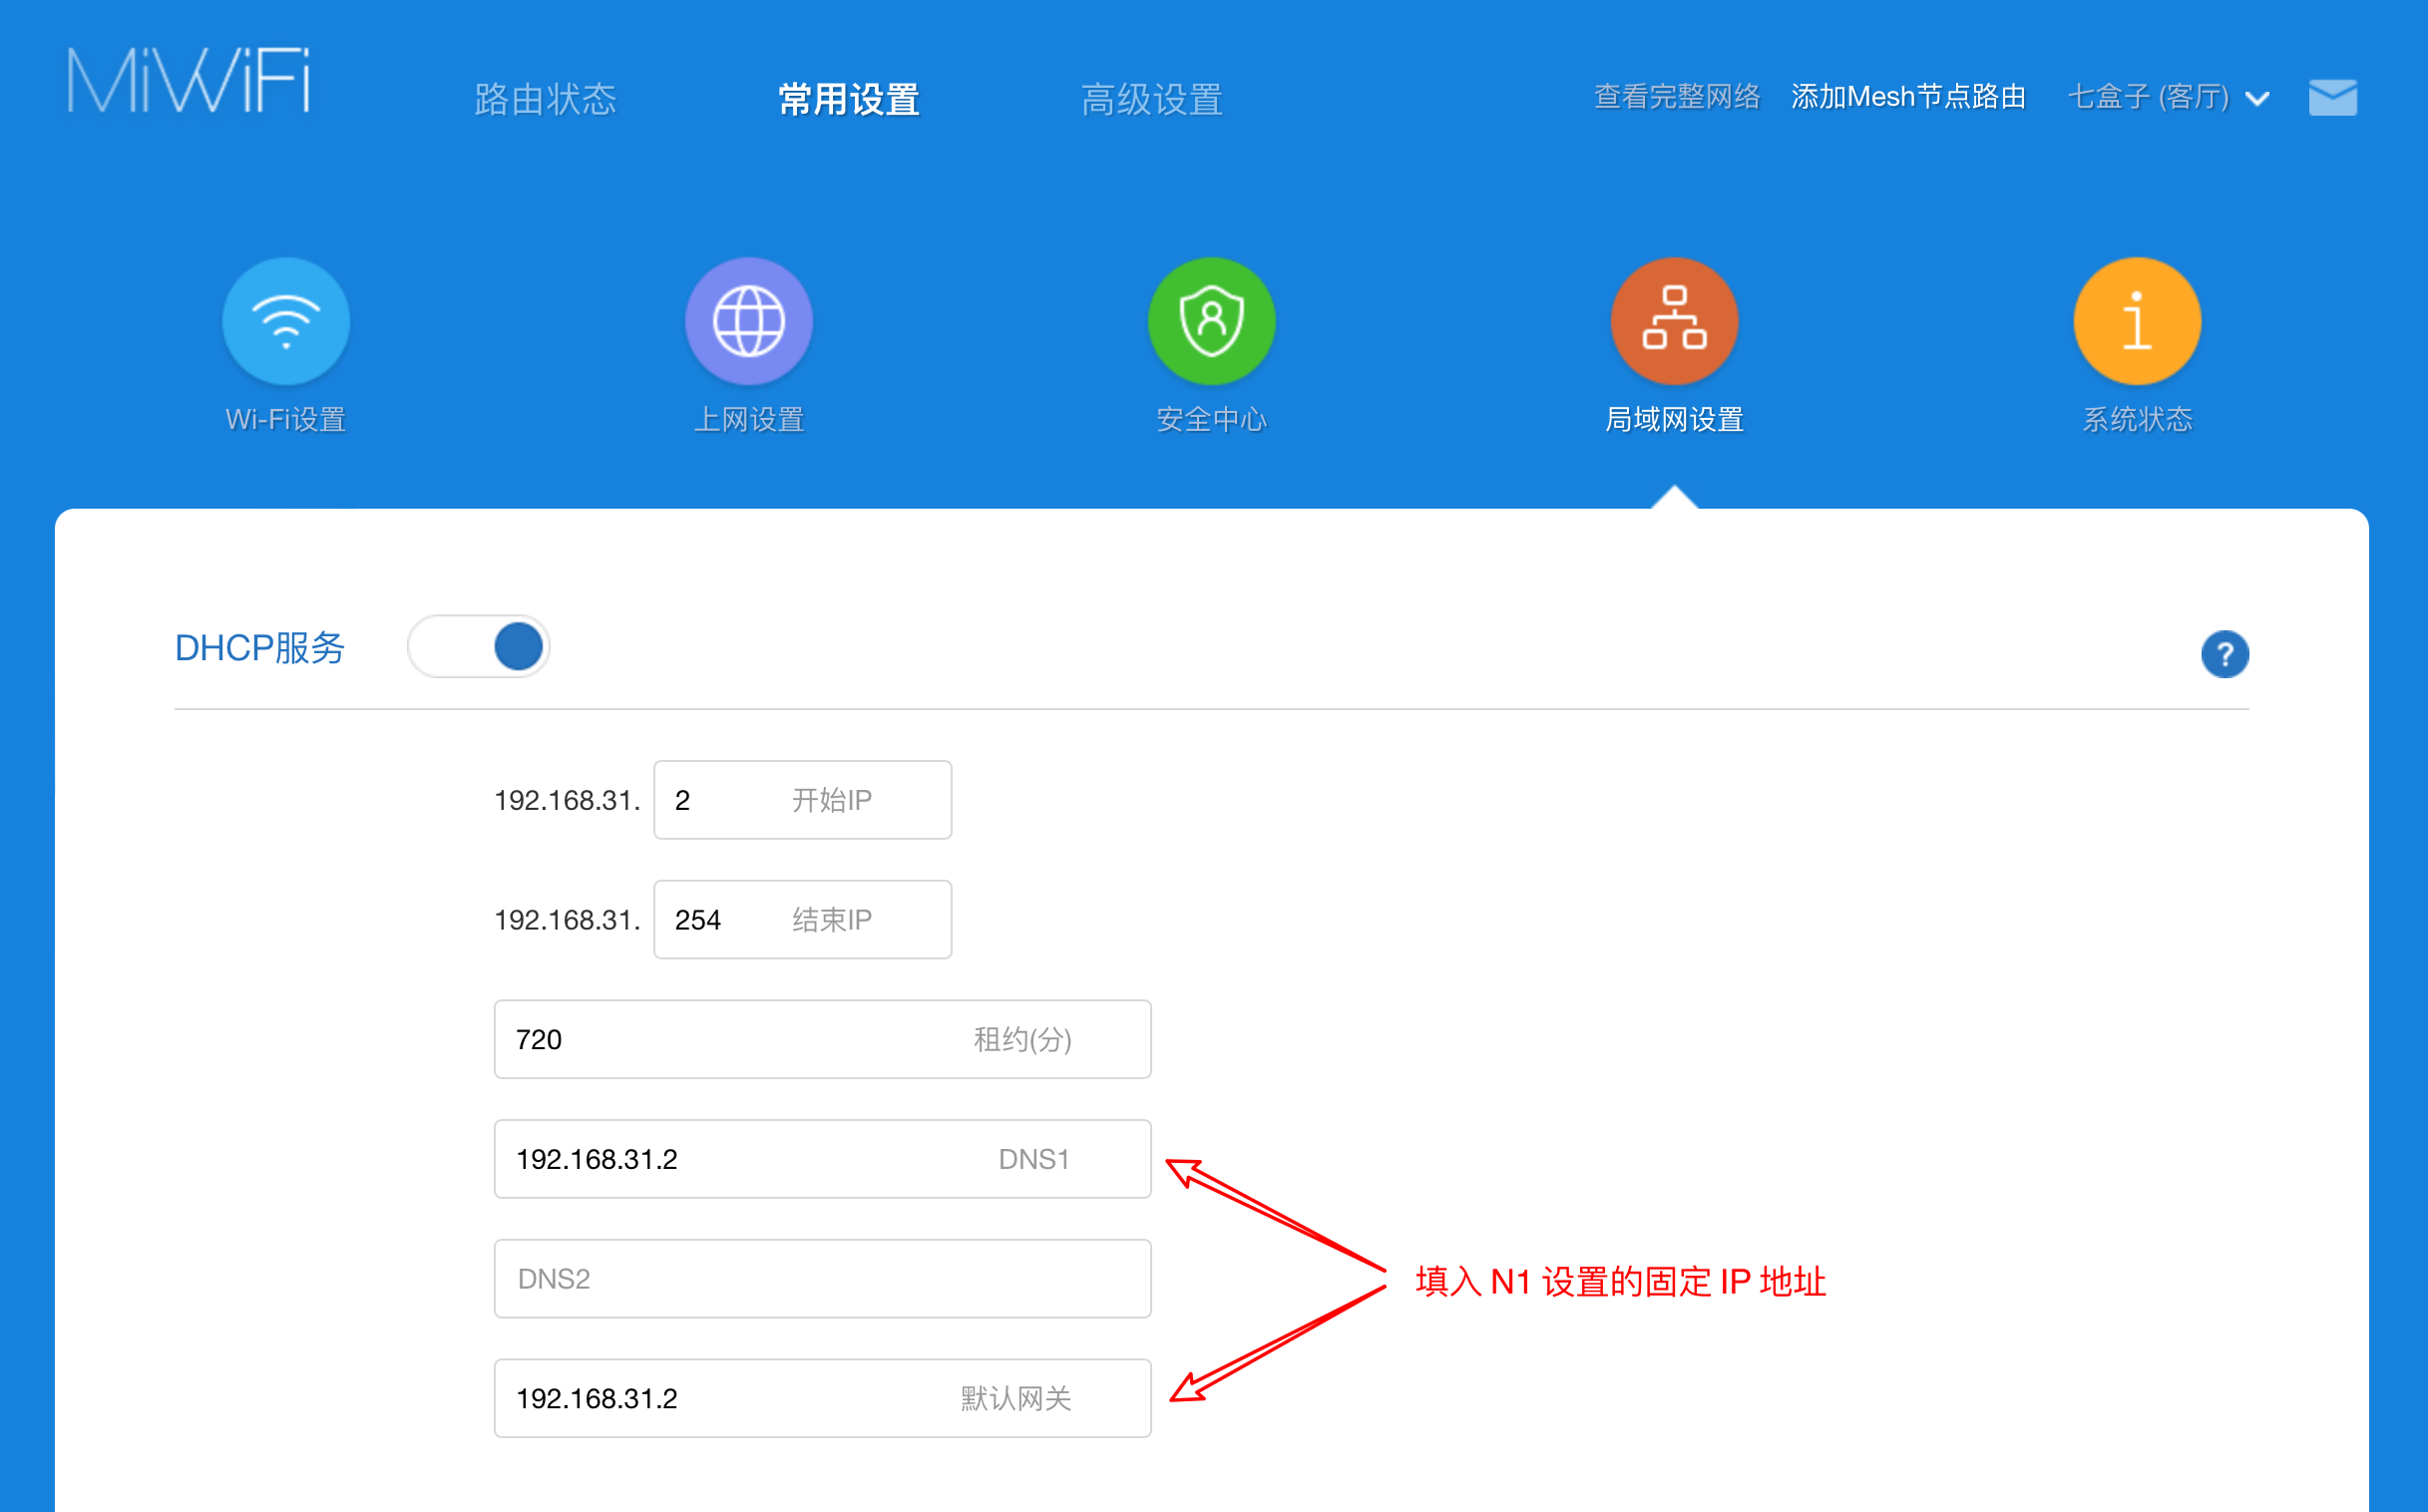 MiWiFi
路由状态 常用设置 高级设置 查看完整网络 添加Mesh节点路由 七盒子 (客厅)
Wi-Fi设置 上网设置 安全中心 局域网设置 系统状态
DHCP服务 ?
192.168.31. 2 开始IP
192.168.31. 254 结束IP
720 租约(分)
192.168.31.2 DNS1
DNS2
填入 N1 设置的固定 IP 地址
192.168.31.2 默认网关